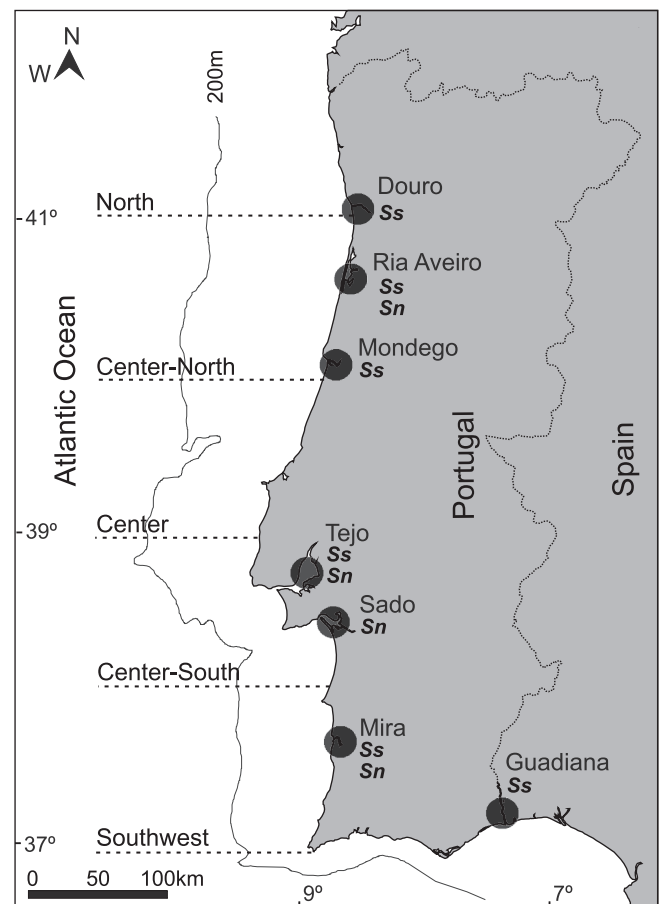 N
W
200m
Douro
Ss
North
41º
Ria Aveiro
Ss
Sn
Mondego
Ss
Center-North
Atlantic Ocean
Portugal
Spain
Center
39º
Tejo
Ss
Sn
Sado
Sn
Center-South
Mira
Ss
Sn
Guadiana
Ss
Southwest
37º
0 50 100km
9º 7º